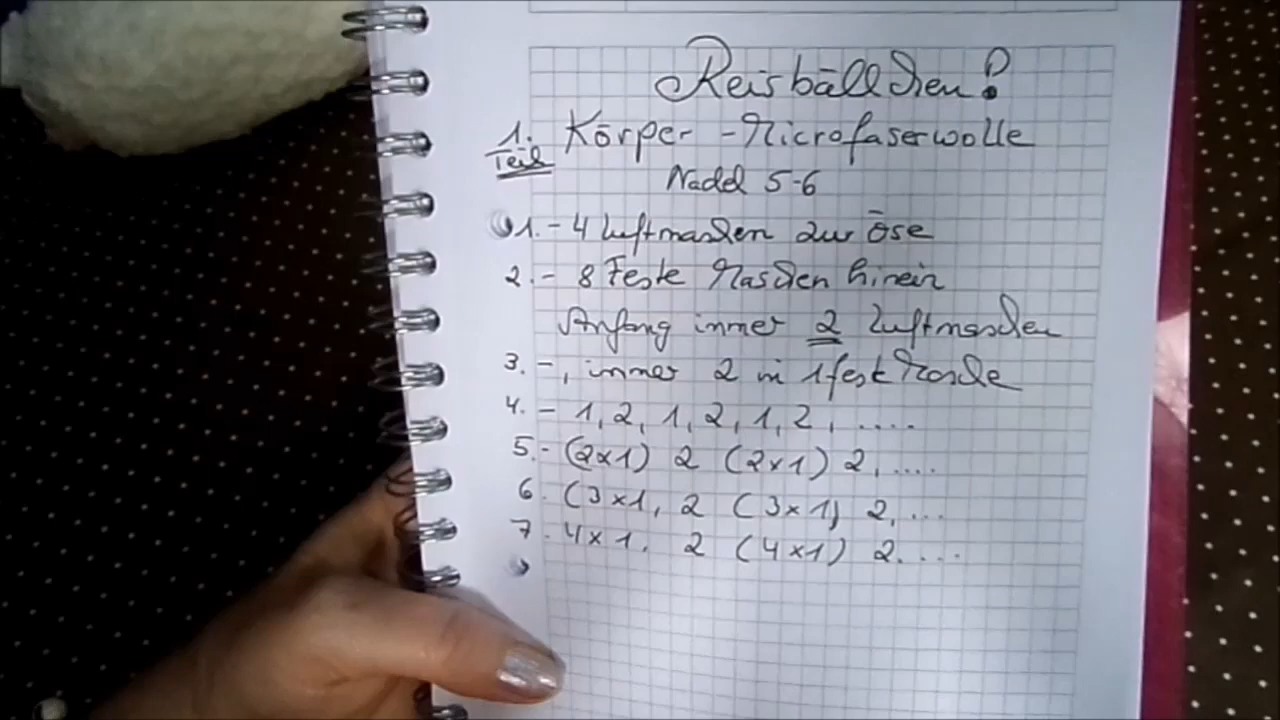 Reisbällchen!
1. Teil Körper - Microfaserwolle
Nadel 5-6
1. - 4 Luftmaschen zur Öse
2. - 8 Feste Maschen hinein
Anfang immer 2 Luftmaschen
3. -, immer 2 in 1 fest Masche
4. - 1, 2, 1, 2, 1, 2, ....
5. - (2x1) 2 (2x1) 2, ....
6. (3x1, 2 (3x1) 2, ...
7. 4x1. 2 (4x1) 2. ....